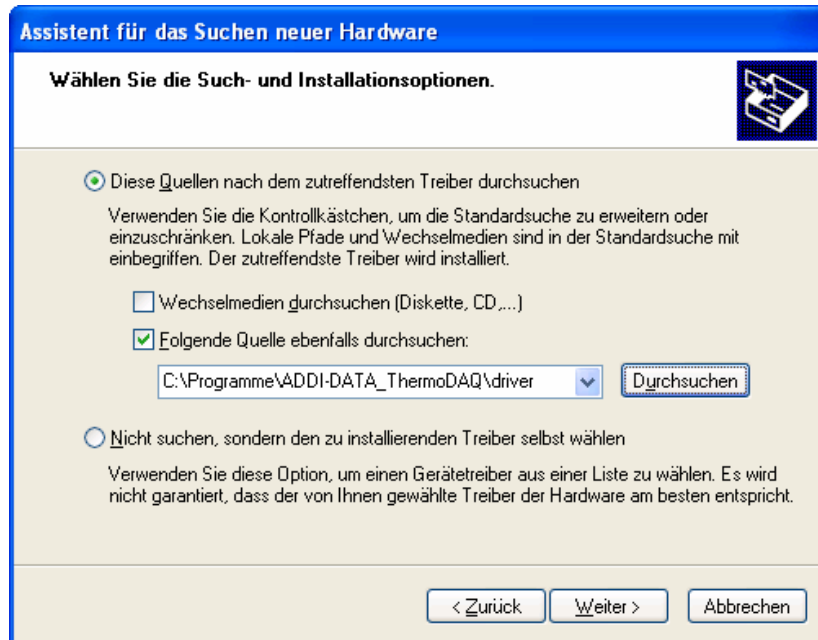 Assistent für das Suchen neuer Hardware
Wählen Sie die Such- und Installationsoptionen.
Diese Quellen nach dem zutreffendsten Treiber durchsuchen
Verwenden Sie die Kontrollkästchen, um die Standardsuche zu erweitern oder
einzuschränken. Lokale Pfade und Wechselmedien sind in der Standardsuche mit
einbegriffen. Der zutreffendste Treiber wird installiert.
Wechselmedien durchsuchen (Diskette, CD,...)
Folgende Quelle ebenfalls durchsuchen:
C:\Programme\ADDI-DATA_ThermoDAQ\driver Durchsuchen
Nicht suchen, sondern den zu installierenden Treiber selbst wählen
Verwenden Sie diese Option, um einen Gerätetreiber aus einer Liste zu wählen. Es wird
nicht garantiert, dass der von Ihnen gewählte Treiber der Hardware am besten entspricht.
< Zurück Weiter > Abbrechen